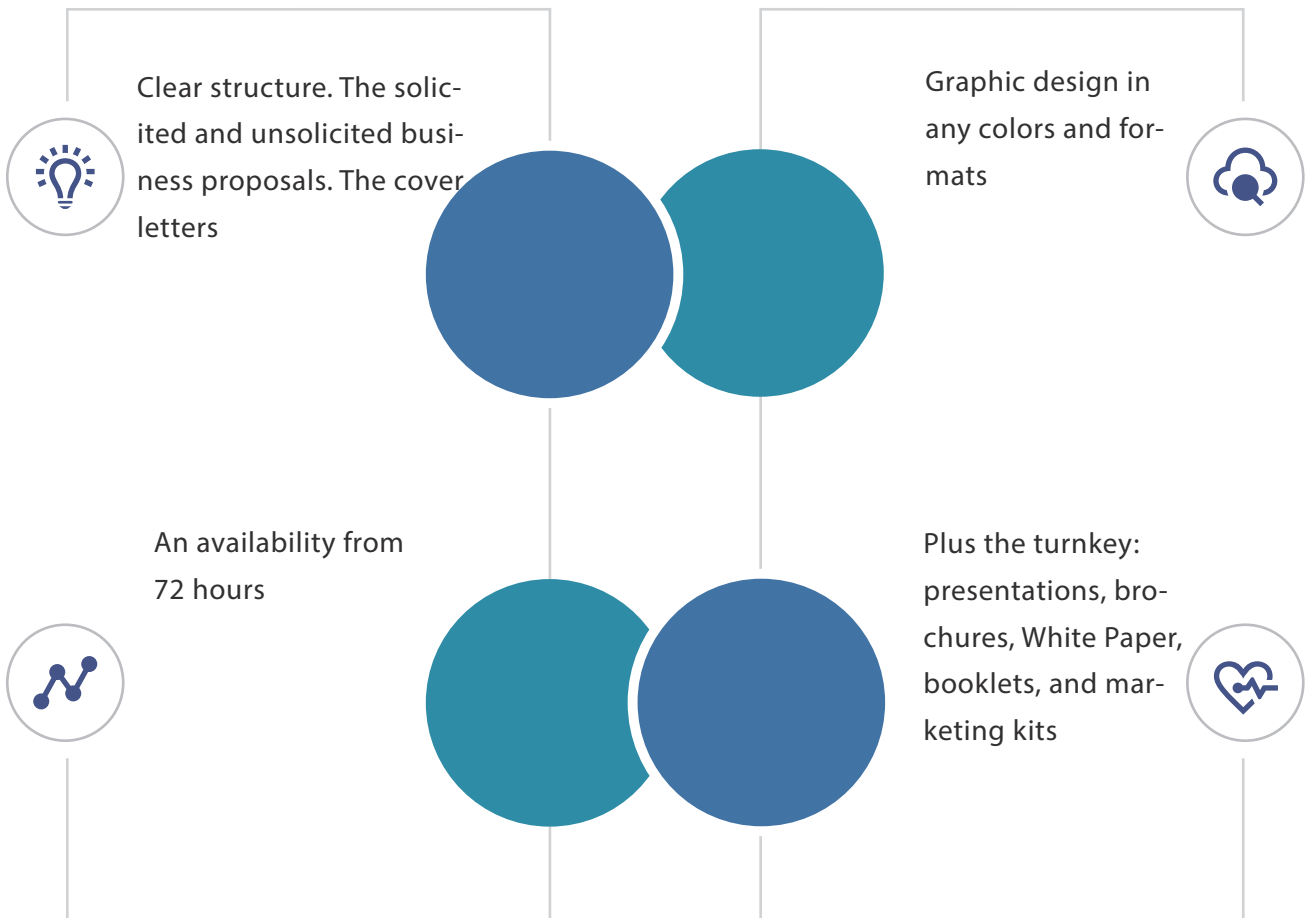 Clear structure. The solic-
ited and unsolicited busi-
ness proposals. The cover
letters
Graphic design in
any colors and for-
mats
An availability from
72 hours
Plus the turnkey:
presentations, bro-
chures, White Paper,
booklets, and mar-
keting kits